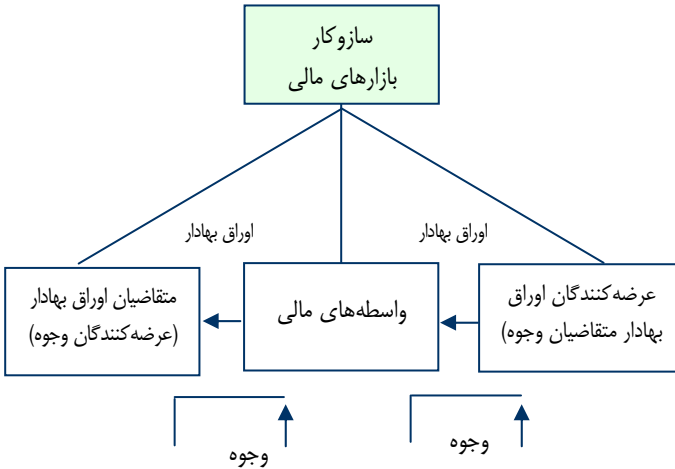 سازوکار
بازارهای مالی
اوراق بهادار
اوراق بهادار
عرضه‌کنندگان اوراق
بهادار متقاضیان وجوه)
واسطه‌های مالی
متقاضیان اوراق بهادار
(عرضه‌کنندگان وجوه)
وجوه
وجوه